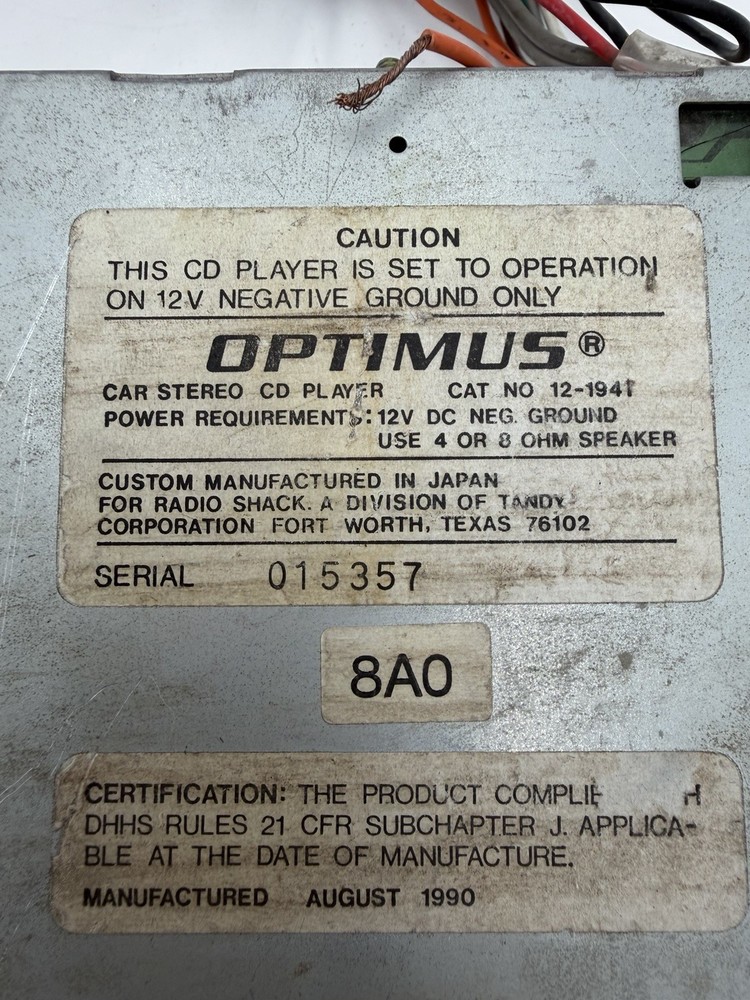 CAUTION
THIS CD PLAYER IS SET TO OPERATION
ON 12V NEGATIVE GROUND ONLY
OPTIMUS®
CAR STEREO CD PLAYER CAT NO 12-1941
POWER REQUIREMENTS: 12V DC NEG. GROUND
USE 4 OR 8 OHM SPEAKER
CUSTOM MANUFACTURED IN JAPAN
FOR RADIO SHACK. A DIVISION OF TANDY
CORPORATION FORT WORTH, TEXAS 76102
SERIAL 015357
8A0
CERTIFICATION: THE PRODUCT
DHHS RULES 21 CFR SUBCHAPTER J. APPLICA-
BLE AT THE DATE OF MANUFACTURE.
MANUFACTURED AUGUST 1990